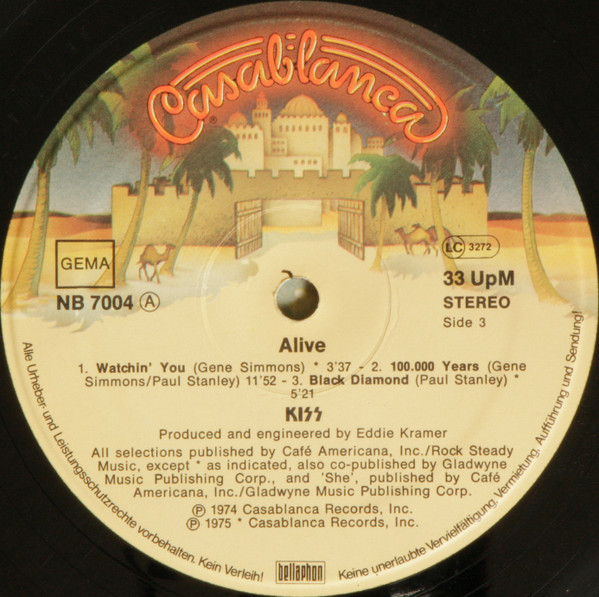 Casablanca
®
GEMA
LC 3272
NB 7004 Ⓐ
33 UpM
STEREO
Side 3
Alive
1. Watchin' You (Gene Simmons) * 3'37 - 2. 100.000 Years (Gene
Simmons/Paul Stanley) 11'52 - 3. Black Diamond (Paul Stanley) *
5'21
KISS
Produced and engineered by Eddie Kramer
All selections published by Café Americana, Inc./Rock Steady
Music, except * as indicated, also co-published by Gladwyne
Music Publishing Corp., and 'She', published by Café
Americana, Inc./Gladwyne Music Publishing Corp.
℗ 1974 Casablanca Records, Inc.
℗ 1975 * Casablanca Records, Inc.
bellaphon
Alle Urheber- und Leistungsschutzrechte vorbehalten. Kein Verleih!
Keine unerlaubte Vervielfältigung, Vermietung, Aufführung und Sendung!